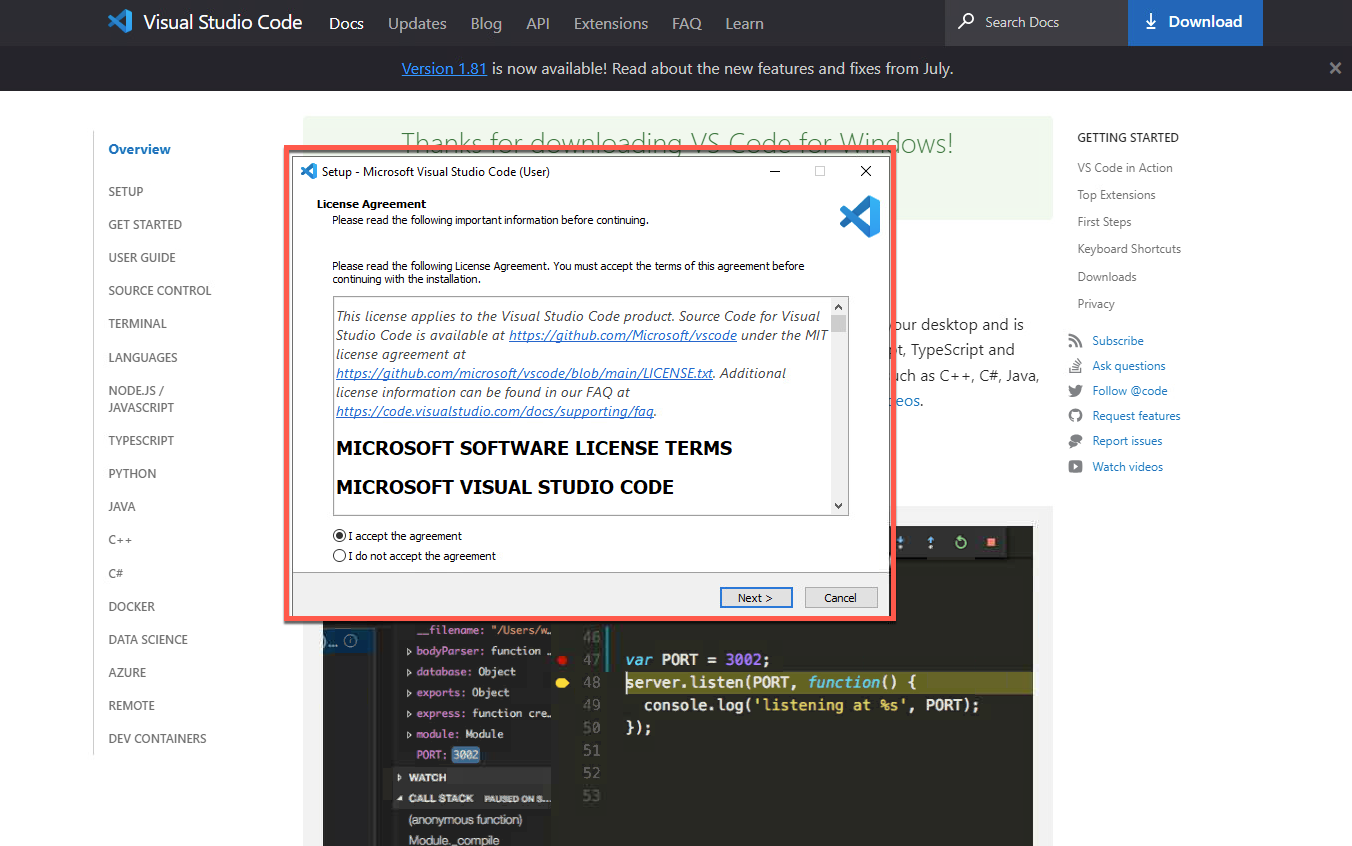 Visual Studio Code Docs Updates Blog API Extensions FAQ Learn Search Docs Download
Version 1.81 is now available! Read about the new features and fixes from July.
Overview
SETUP
GET STARTED
USER GUIDE
SOURCE CONTROL
TERMINAL
LANGUAGES
NODE.JS /
JAVASCRIPT
TYPESCRIPT
PYTHON
JAVA
C++
C#
DOCKER
DATA SCIENCE
AZURE
REMOTE
DEV CONTAINERS
Thanks for downloading VS Code for Windows!
Setup - Microsoft Visual Studio Code (User)
License Agreement
Please read the following important information before continuing.
Please read the following License Agreement. You must accept the terms of this agreement before
continuing with the installation.
This license applies to the Visual Studio Code product. Source Code for Visual
Studio Code is available at https://github.com/Microsoft/vscode under the MIT
license agreement at
https://github.com/microsoft/vscode/blob/main/LICENSE.txt. Additional
license information can be found in our FAQ at
https://code.visualstudio.com/docs/supporting/faq.
MICROSOFT SOFTWARE LICENSE TERMS
MICROSOFT VISUAL STUDIO CODE
I accept the agreement
I do not accept the agreement
Next >
Cancel
your desktop and is
TypeScript and
such as C++, C#, Java,
__filename: "/Users/w…
bodyParser: function …
database: Object
exports: Object
express: function cre…
module: Module
PORT: 3002
WATCH
CALL STACK PAUSED ON S…
(anonymous function)
Module._compile
46
47 var PORT = 3002;
48 server.listen(PORT, function() {
49 console.log('listening at %s', PORT);
50 });
51
52
53
GETTING STARTED
VS Code in Action
Top Extensions
First Steps
Keyboard Shortcuts
Downloads
Privacy
Subscribe
Ask questions
Follow @code
Request features
Report issues
Watch videos